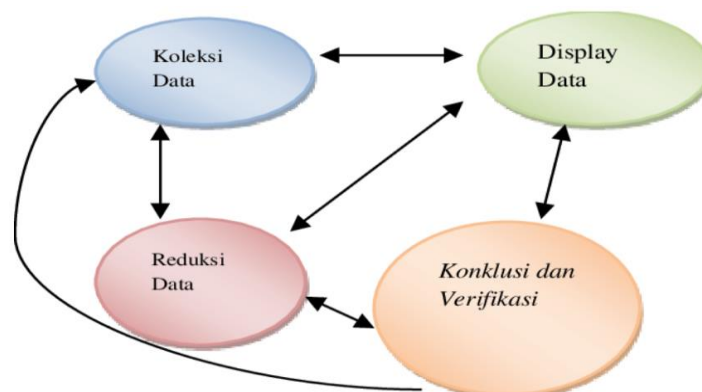 Koleksi
Data
Display
Data
Reduksi
Data
Konklusi dan
Verifikasi